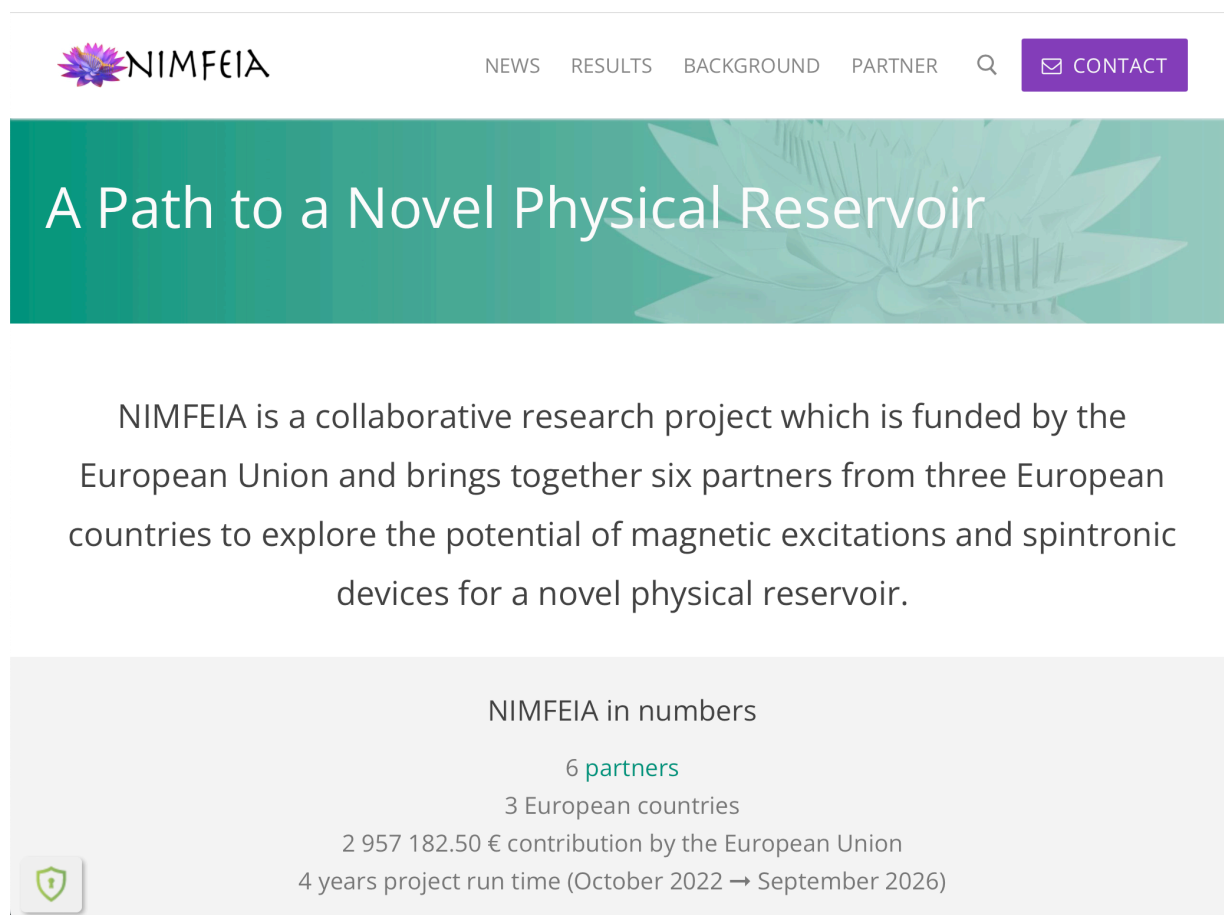 NIMFEIA
NEWS
RESULTS
BACKGROUND
PARTNER
CONTACT
A Path to a Novel Physical Reservoir
NIMFEIA is a collaborative research project which is funded by the
European Union and brings together six partners from three European
countries to explore the potential of magnetic excitations and spintronic
devices for a novel physical reservoir.
NIMFEIA in numbers
6 partners
3 European countries
2 957 182.50 € contribution by the European Union
4 years project run time (October 2022 → September 2026)